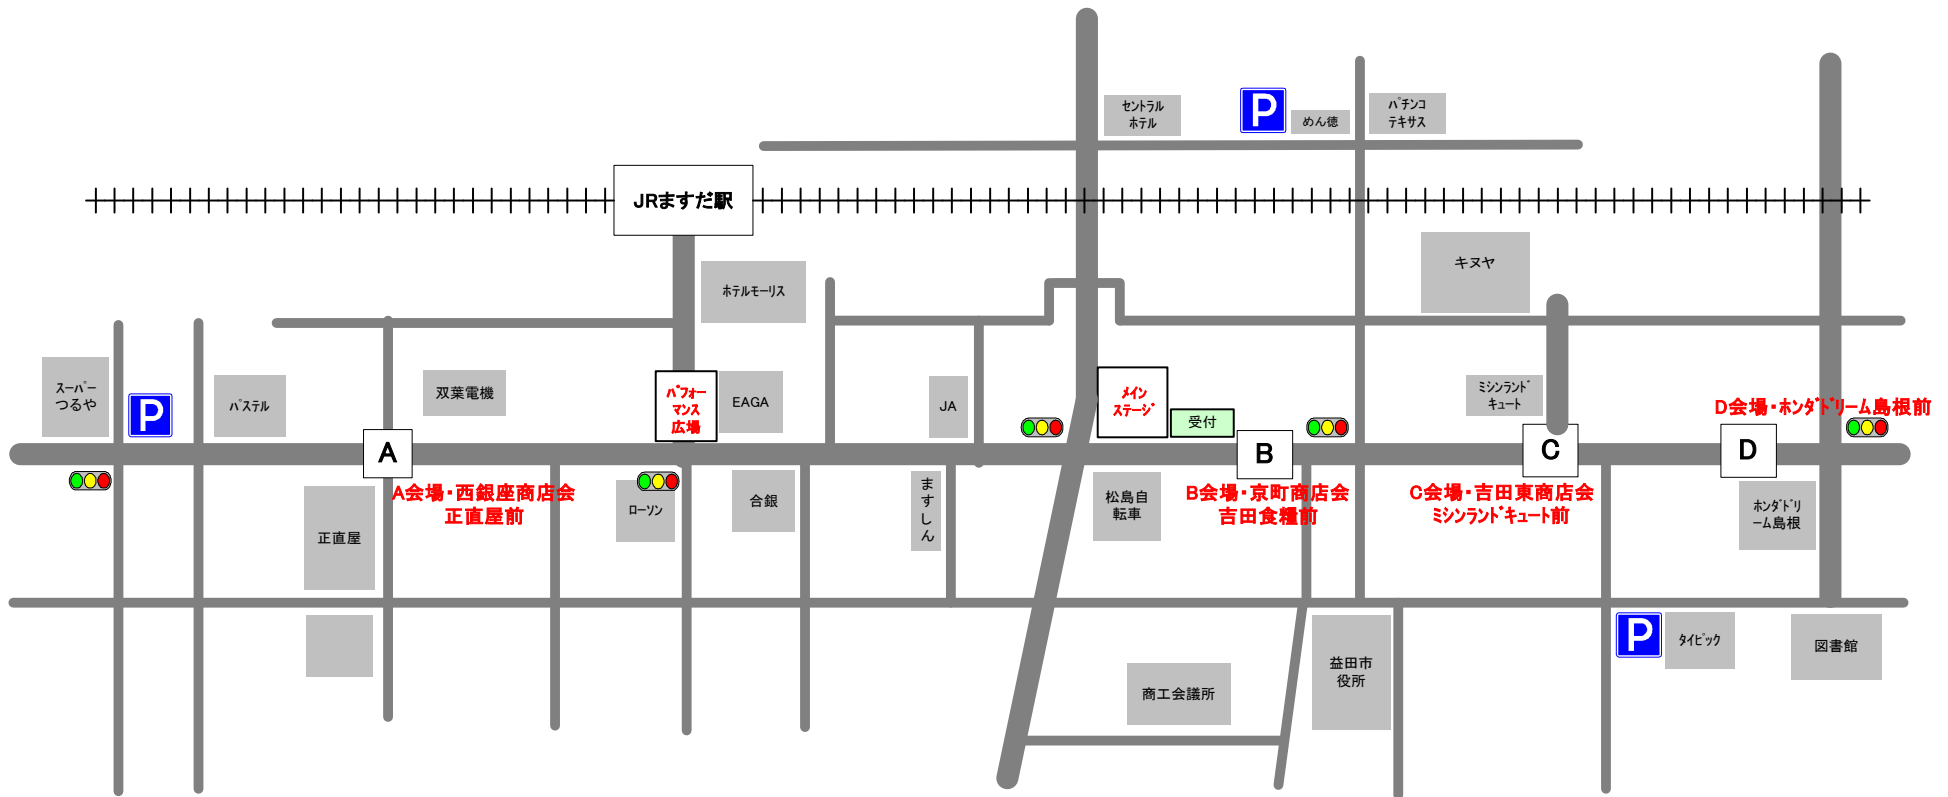 セントラル
ホテル
P
めん徳
パチンコ
テキサス
JRますだ駅
キヌヤ
ホテルモーリス
スーパー
つるや
P
パステル
双葉電機
パフォー
マンス
広場
EAGA
JA
メイン
ステージ
受付
ミシンランド
キュート
D会場・ホンダドリーム島根前
A
B
C
D
A会場・西銀座商店会
正直屋前
ローソン
合銀
ますしん
松島自
転車
B会場・京町商店会
吉田食糧前
C会場・吉田東商店会
ミシンランドキュート前
ホンダドリ
ーム島根
正直屋
益田市
役所
P
タイピック
図書館
商工会議所